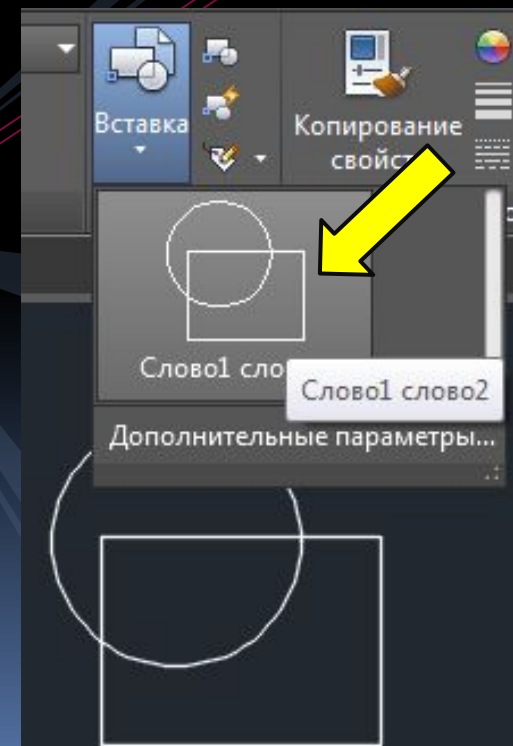 Вставка
Копирование
свойст
Слово1 сло
Слово1 слово2
Дополнительные параметры...